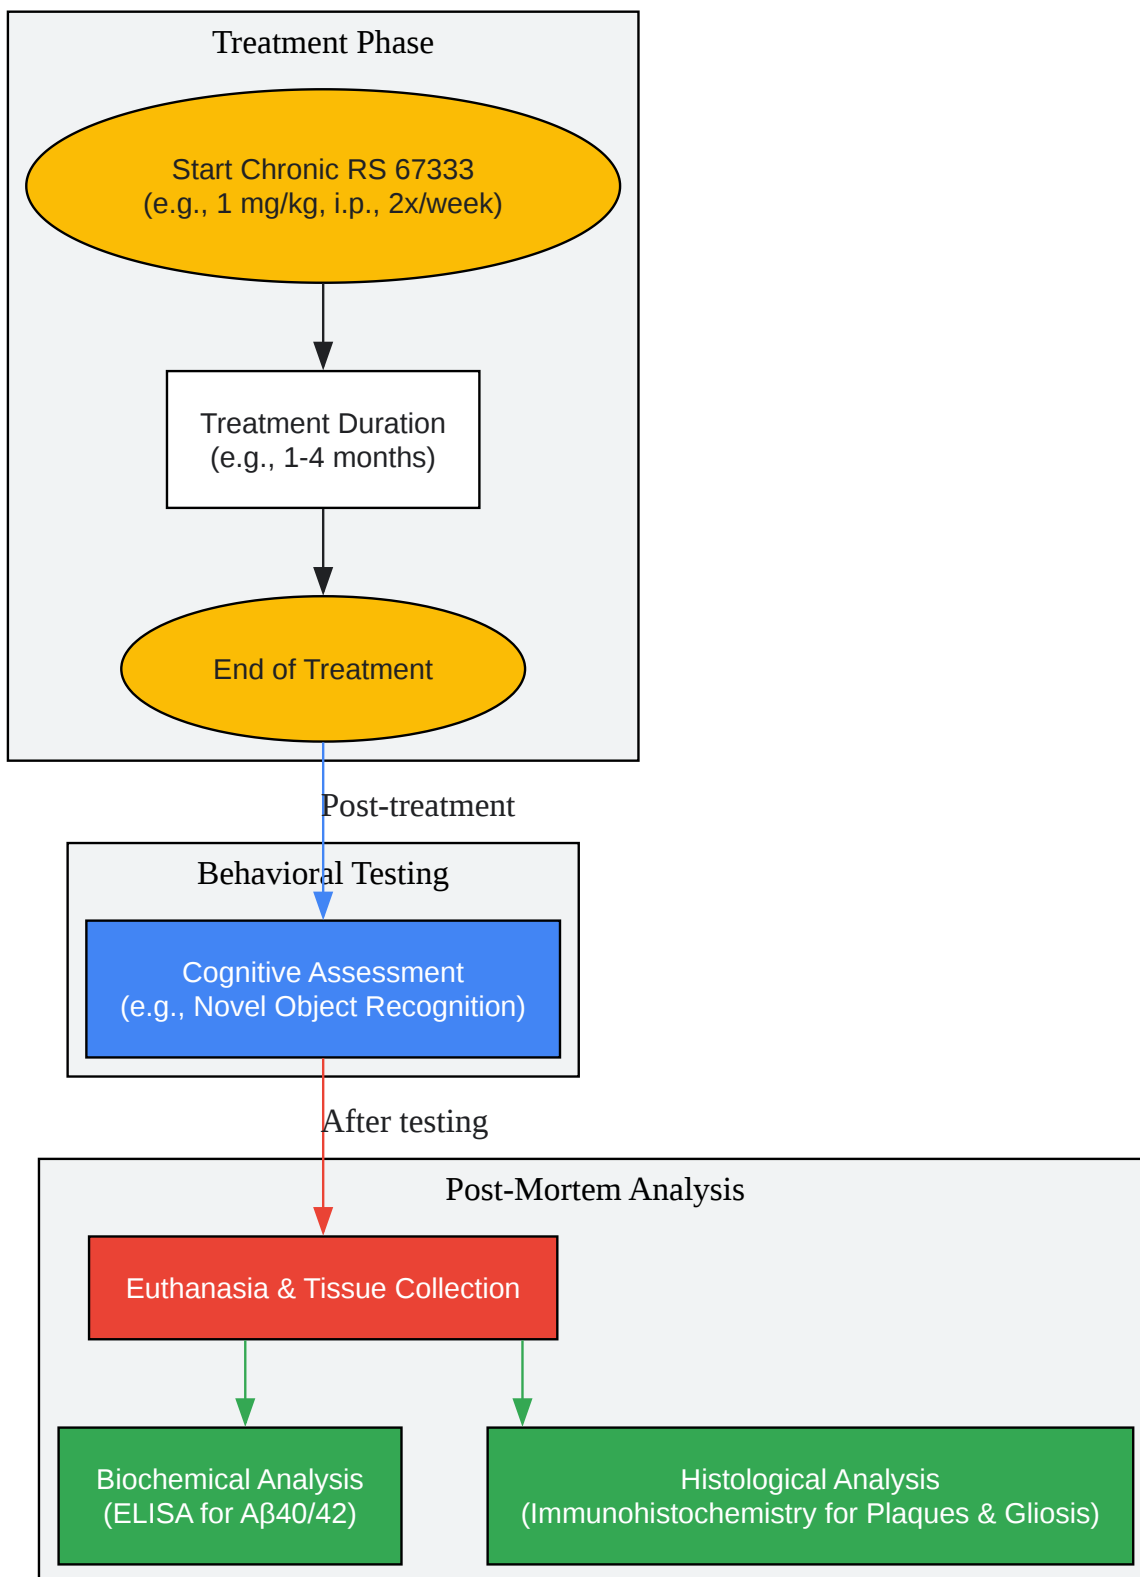 Treatment Phase
Start Chronic RS 67333
(e.g., 1 mg/kg, i.p., 2x/week)
Treatment Duration
(e.g., 1-4 months)
End of Treatment
Post-treatment
Behavioral Testing
Cognitive Assessment
(e.g., Novel Object Recognition)
After testing
Post-Mortem Analysis
Euthanasia & Tissue Collection
Biochemical Analysis
(ELISA for Aβ40/42)
Histological Analysis
(Immunohistochemistry for Plaques & Gliosis)